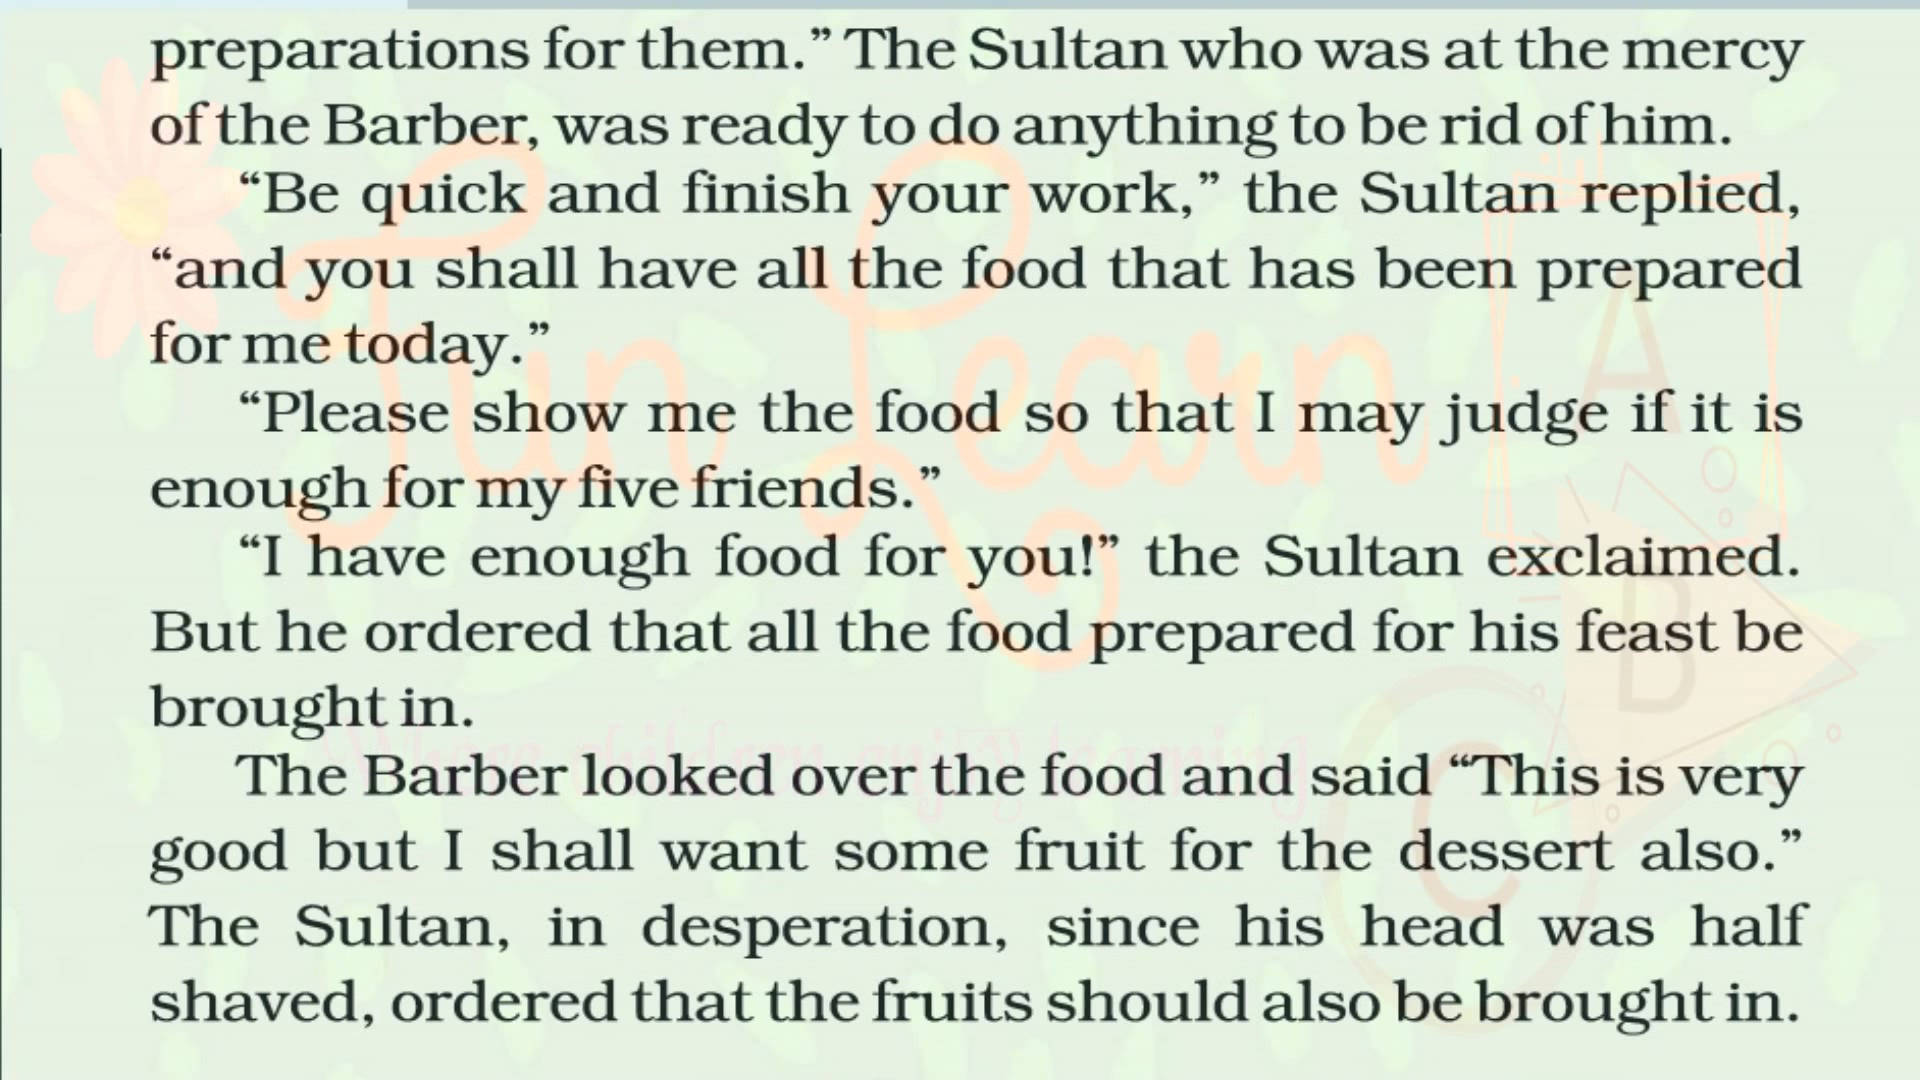 preparations for them.” The Sultan who was at the mercy
of the Barber, was ready to do anything to be rid of him.
“Be quick and finish your work,” the Sultan replied,
“and you shall have all the food that has been prepared
for me today.”
“Please show me the food so that I may judge if it is
enough for my five friends.”
“I have enough food for you!” the Sultan exclaimed.
But he ordered that all the food prepared for his feast be
brought in.
The Barber looked over the food and said “This is very
good but I shall want some fruit for the dessert also.”
The Sultan, in desperation, since his head was half
shaved, ordered that the fruits should also be brought in.
Fun Learn
Where children enjoy learning
A
B
C